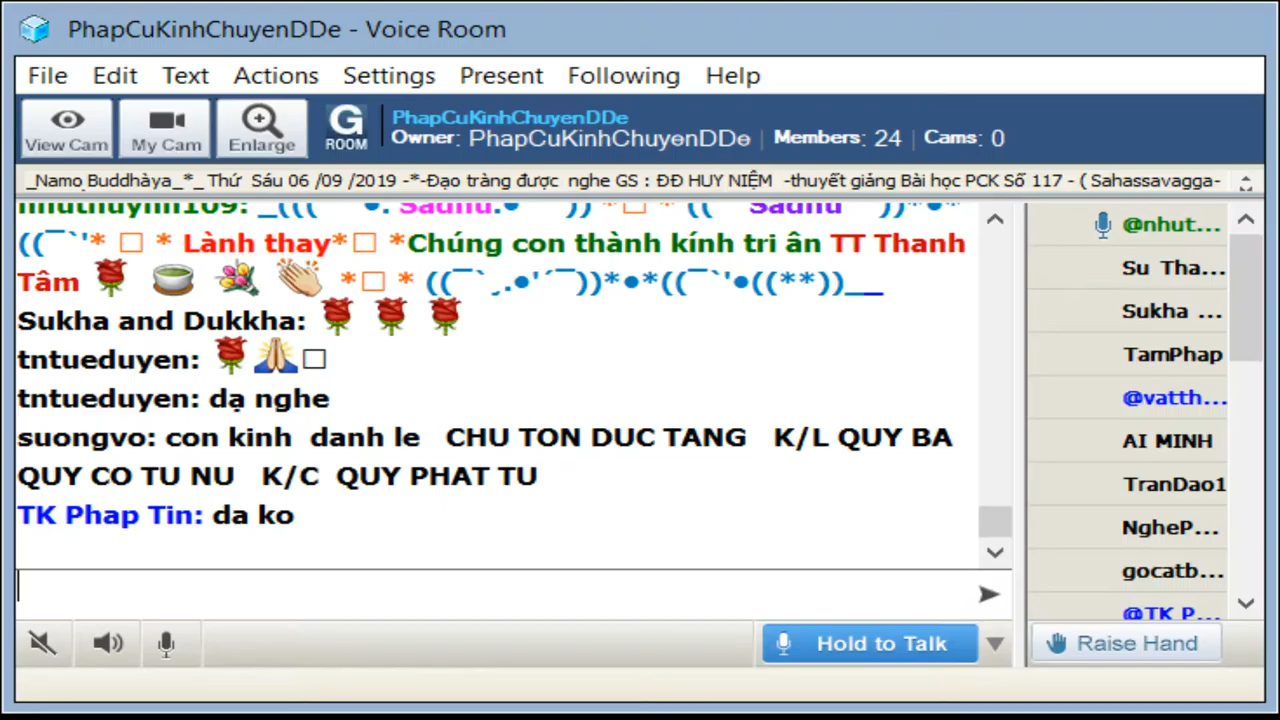 PhapCuKinhChuyenDDe - Voice Room
File Edit Text Actions Settings Present Following Help
View Cam My Cam Enlarge G ROOM
PhapCuKinhChuyenDDe
Owner: PhapCuKinhChuyenDDe | Members: 24 | Cams: 0
_Namo_Buddhàya_*_ Thứ Sáu 06 /09 /2019 -*-Đạo tràng được nghe GS : ĐĐ HUY NIỆM -thuyết giảng Bài học PCK Số 117 - ( Sahassavagga-
nhuthuynh109: _((( •. Sadhu.• )) *□ * (( Sadhu ))*•*
((¯`'* □ * Lành thay*□ *Chúng con thành kính tri ân TT Thanh
Tâm 🌹 🍵 💐 👏 *□ * ((¯`¸.●'´¯))*●*((¯`'●((**))__
Sukha and Dukkha: 🌹 🌹 🌹
tntueduyen: 🌹🙏□
tntueduyen: dạ nghe
suongvo: con kinh danh le CHU TON DUC TANG K/L QUY BA
QUY CO TU NU K/C QUY PHAT TU
TK Phap Tin: da ko
Hold to Talk
@nhut...
Su Tha...
Sukha ...
TamPhap
@vatth...
AI MINH
TranDao1
NgheP...
gocatb...
@TK P...
Raise Hand